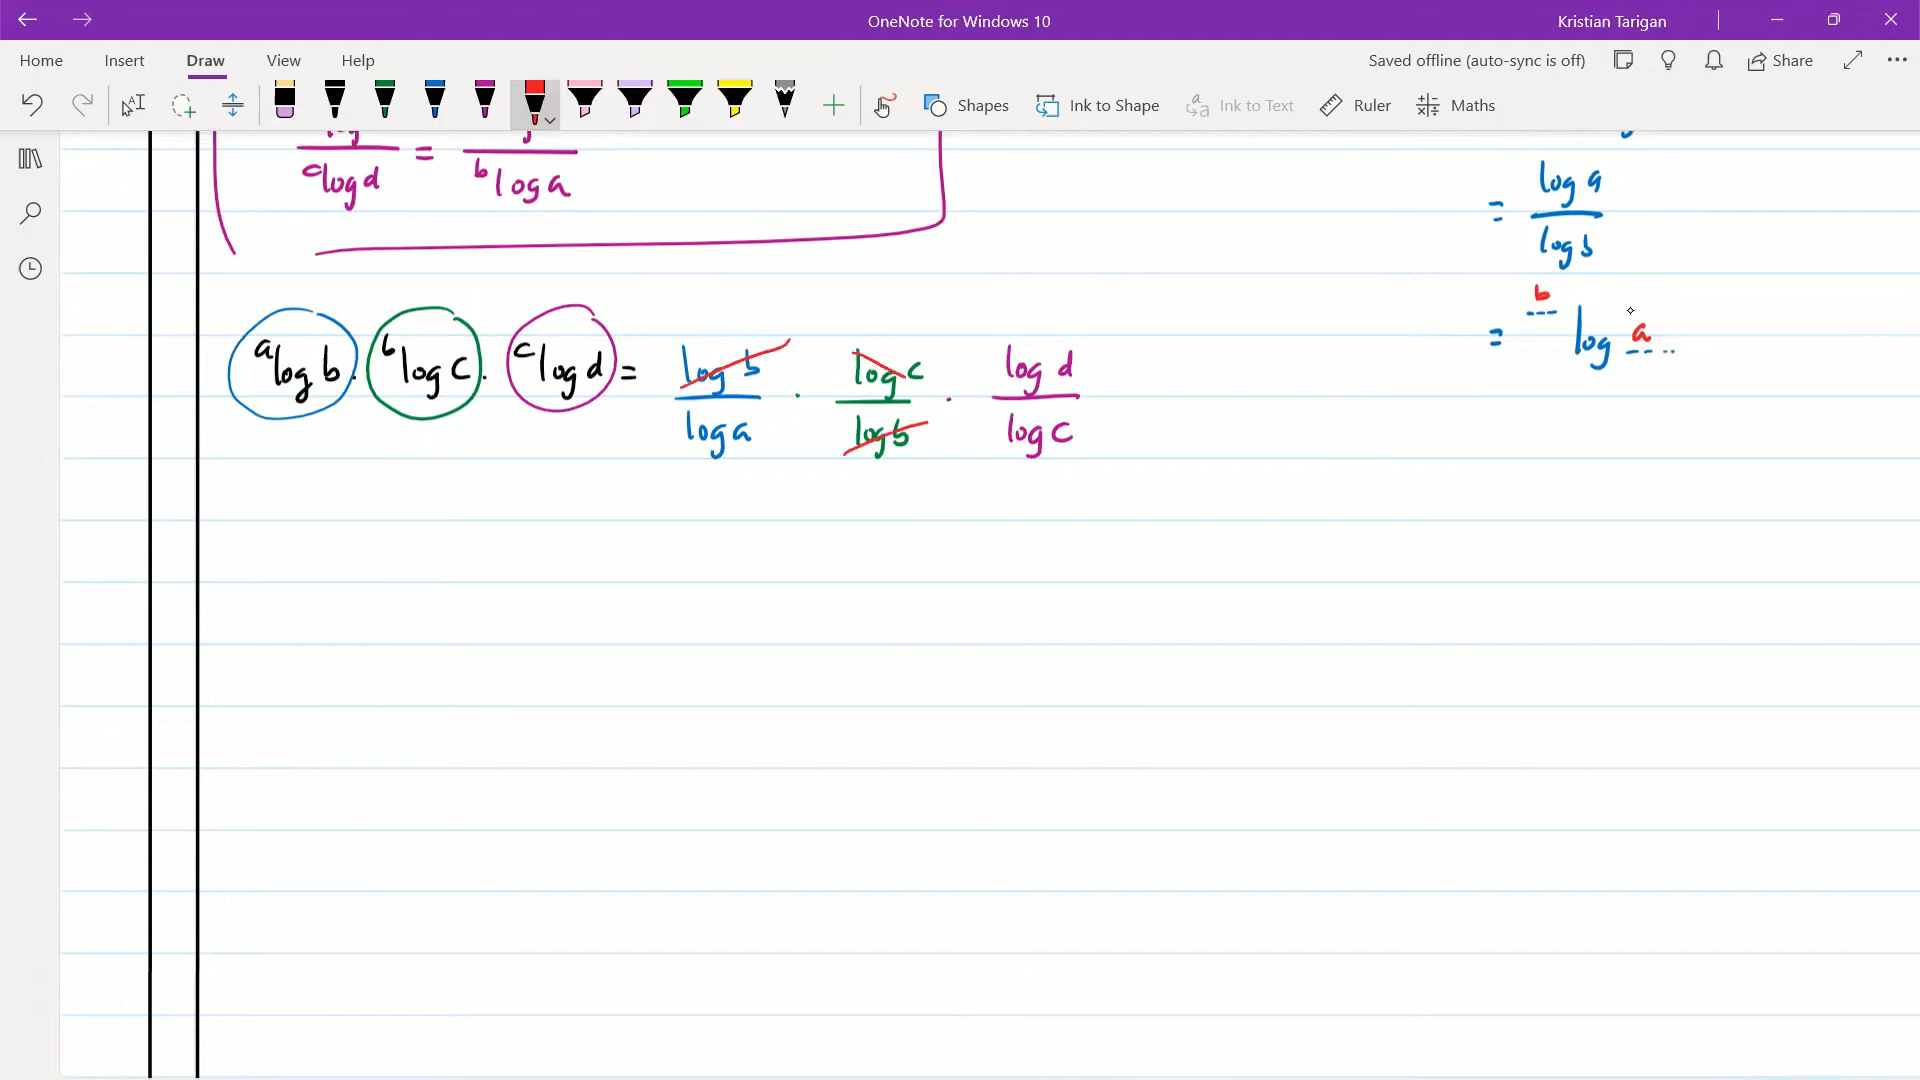 OneNote for Windows 10
Kristian Tarigan
Home Insert Draw View Help
Saved offline (auto-sync is off) Share
Shapes Ink to Shape Ink to Text Ruler Maths
ᶜlog d = ᵇlog a
= log a / log b
= ᵇ log a
ᵃlog b . ᵇlog c . ᶜlog d = log b / log a . log c / log b . log d / log c